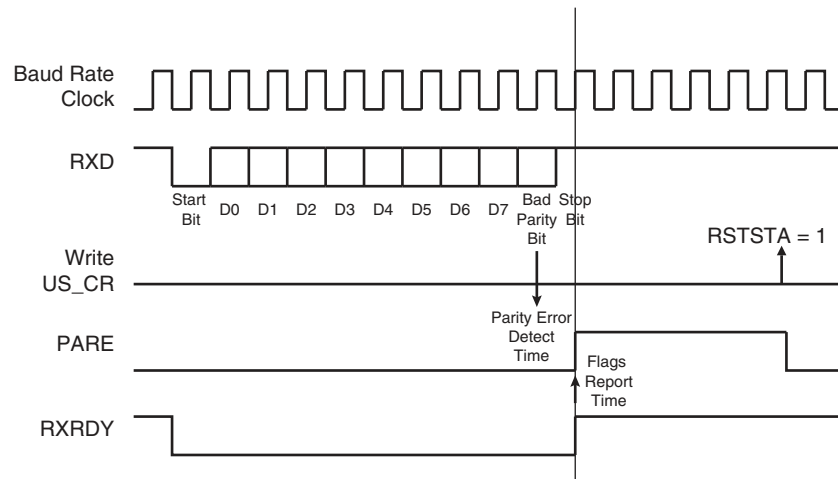 Baud Rate
Clock
RXD
Start
Bit
D0
D1
D2
D3
D4
D5
D6
D7
Bad
Parity
Bit
Stop
Bit
RSTSTA = 1
Write
US_CR
Parity Error
Detect
Time
PARE
Flags
Report
Time
RXRDY